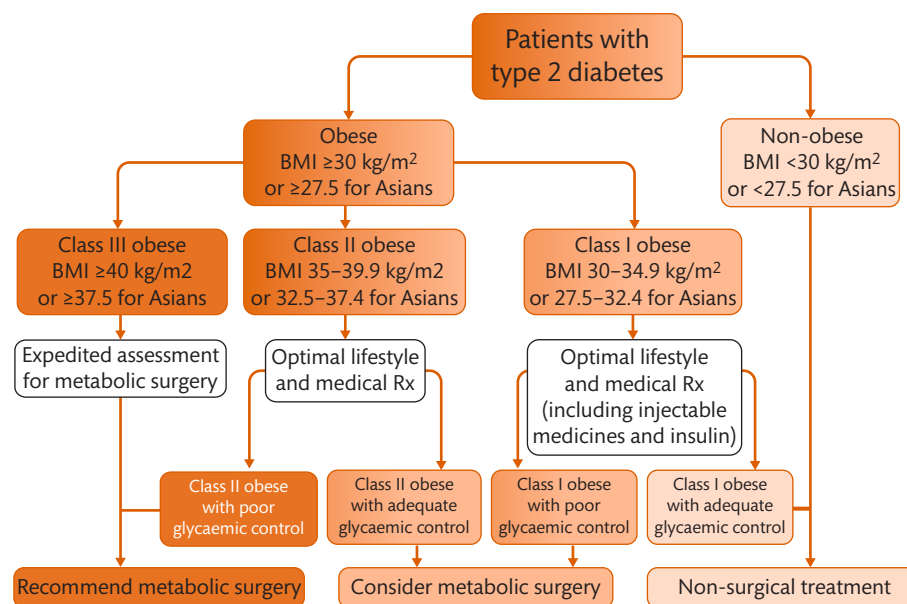 Patients with
type 2 diabetes
Obese
BMI ≥30 kg/m²
or ≥27.5 for Asians
Non-obese
BMI <30 kg/m²
or <27.5 for Asians
Class III obese
BMI ≥40 kg/m2
or ≥37.5 for Asians
Class II obese
BMI 35–39.9 kg/m2
or 32.5–37.4 for Asians
Class I obese
BMI 30–34.9 kg/m²
or 27.5–32.4 for Asians
Expedited assessment
for metabolic surgery
Optimal lifestyle
and medical Rx
Optimal lifestyle
and medical Rx
(including injectable
medicines and insulin)
Class II obese
with poor
glycaemic control
Class II obese
with adequate
glycaemic control
Class I obese
with poor
glycaemic control
Class I obese
with adequate
glycaemic control
Recommend metabolic surgery
Consider metabolic surgery
Non-surgical treatment